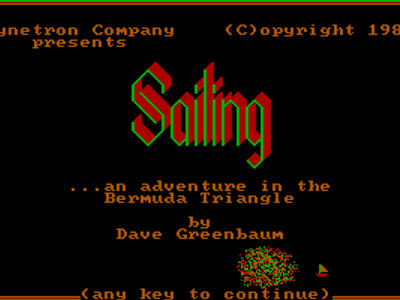 ynetron Company (C)opyright 198
presents
Sailing
...an adventure in the
Bermuda Triangle
by
Dave Greenbaum
(any key to continue)